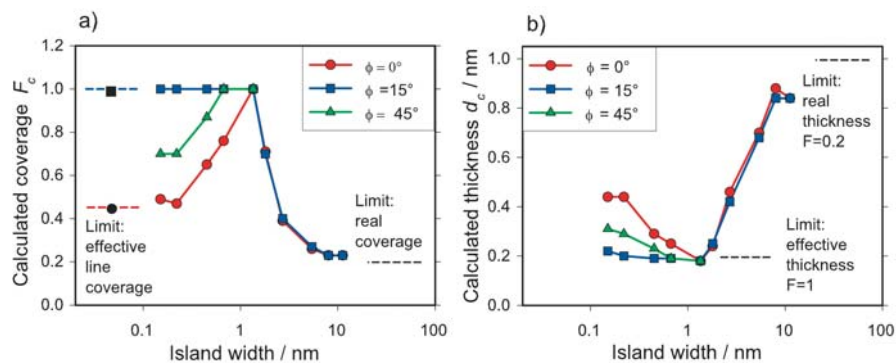 a)
1.2
1.0
0.8
0.6
0.4
0.2
0.0
Calculated coverage F_c
ϕ = 0°
ϕ =15°
ϕ = 45°
Limit:
effective
line
coverage
Limit:
real
coverage
0.1
1
10
100
Island width / nm
b)
1.0
0.8
0.6
0.4
0.2
0.0
Calculated thickness d_c / nm
ϕ = 0°
ϕ = 15°
ϕ = 45°
Limit:
real
thickness
F=0.2
Limit:
effective
thickness
F=1
0.1
1
10
100
Island width / nm